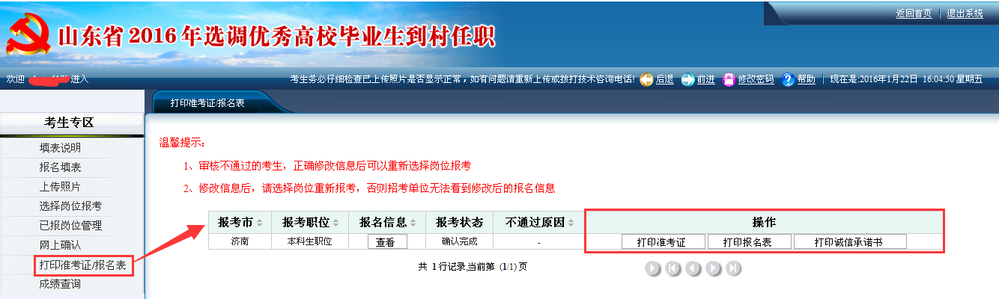 返回首页 | 退出系统
山东省2016年选调优秀高校毕业生到村任职
欢迎 进入 考生务必仔细检查已上传照片是否显示正常，如有问题请重新上传或拨打技术咨询电话! 后退 前进 修改密码 帮助 | 现在是:2016年1月22日 16:04:50 星期五
打印准考证/报名表
考生专区
填表说明
报名填表
上传照片
选择岗位报考
已报岗位管理
网上确认
打印准考证/报名表
成绩查询
温馨提示：
1、审核不通过的考生，正确修改信息后可以重新选择岗位报考
2、修改信息后，请选择岗位重新报考，否则招考单位无法看到修改后的报名信息
报考市 报考职位 报名信息 报考状态 不通过原因 操作
济南 本科生职位 查看 确认完成 - 打印准考证 打印报名表 打印诚信承诺书
共 1 行记录,当前第 (1/1) 页